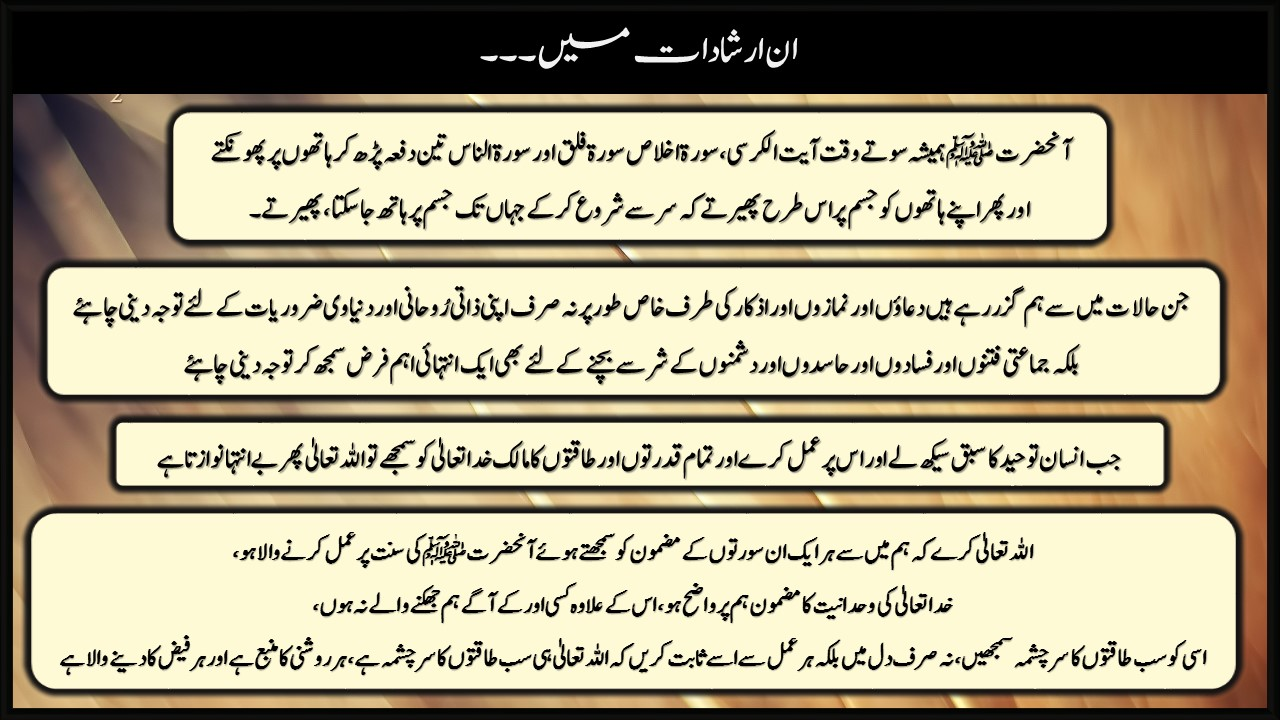 ان ارشادات میں۔۔۔
2
آنحضرت ﷺ ہمیشہ سوتے وقت آیت الکرسی، سورۃ اخلاص سورۃ فلق اور سورۃ الناس تین دفعہ پڑھ کر ہاتھوں پر پھونکتے
اور پھر اپنے ہاتھوں کو جسم پر اس طرح پھیرتے کہ سر سے شروع کر کے جہاں تک جسم پر ہاتھ جا سکتا، پھیرتے۔
جن حالات میں سے ہم گزر رہے ہیں دعاؤں اور نمازوں اور اذکار کی طرف خاص طور پر نہ صرف اپنی ذاتی رُوحانی اور دنیاوی ضروریات کے لئے توجہ دینی چاہئے
بلکہ جماعتی فتنوں اور فسادوں اور حاسدوں اور دشمنوں کے شر سے بچنے کے لئے بھی ایک انتہائی اہم فرض سمجھ کر توجہ دینی چاہئے
جب انسان توحید کا سبق سیکھ لے اور اس پر عمل کرے اور تمام قدرتوں اور طاقتوں کا مالک خدا تعالیٰ کو سمجھے تو اللہ تعالیٰ پھر بے انتہا نوازتا ہے
اللہ تعالیٰ کرے کہ ہم میں سے ہر ایک ان سورتوں کے مضمون کو سمجھتے ہوئے آنحضرت ﷺ کی سنت پر عمل کرنے والا ہو،
خدا تعالیٰ کی وحدانیت کا مضمون ہم پر واضح ہو، اس کے علاوہ کسی اور کے آگے ہم جھکنے والے نہ ہوں،
اسی کو سب طاقتوں کا سرچشمہ سمجھیں، نہ صرف دل میں بلکہ ہر عمل سے اسے ثابت کریں کہ اللہ تعالیٰ ہی سب طاقتوں کا سرچشمہ ہے، ہر روشنی کا منبع ہے اور ہر فیض کا دینے والا ہے